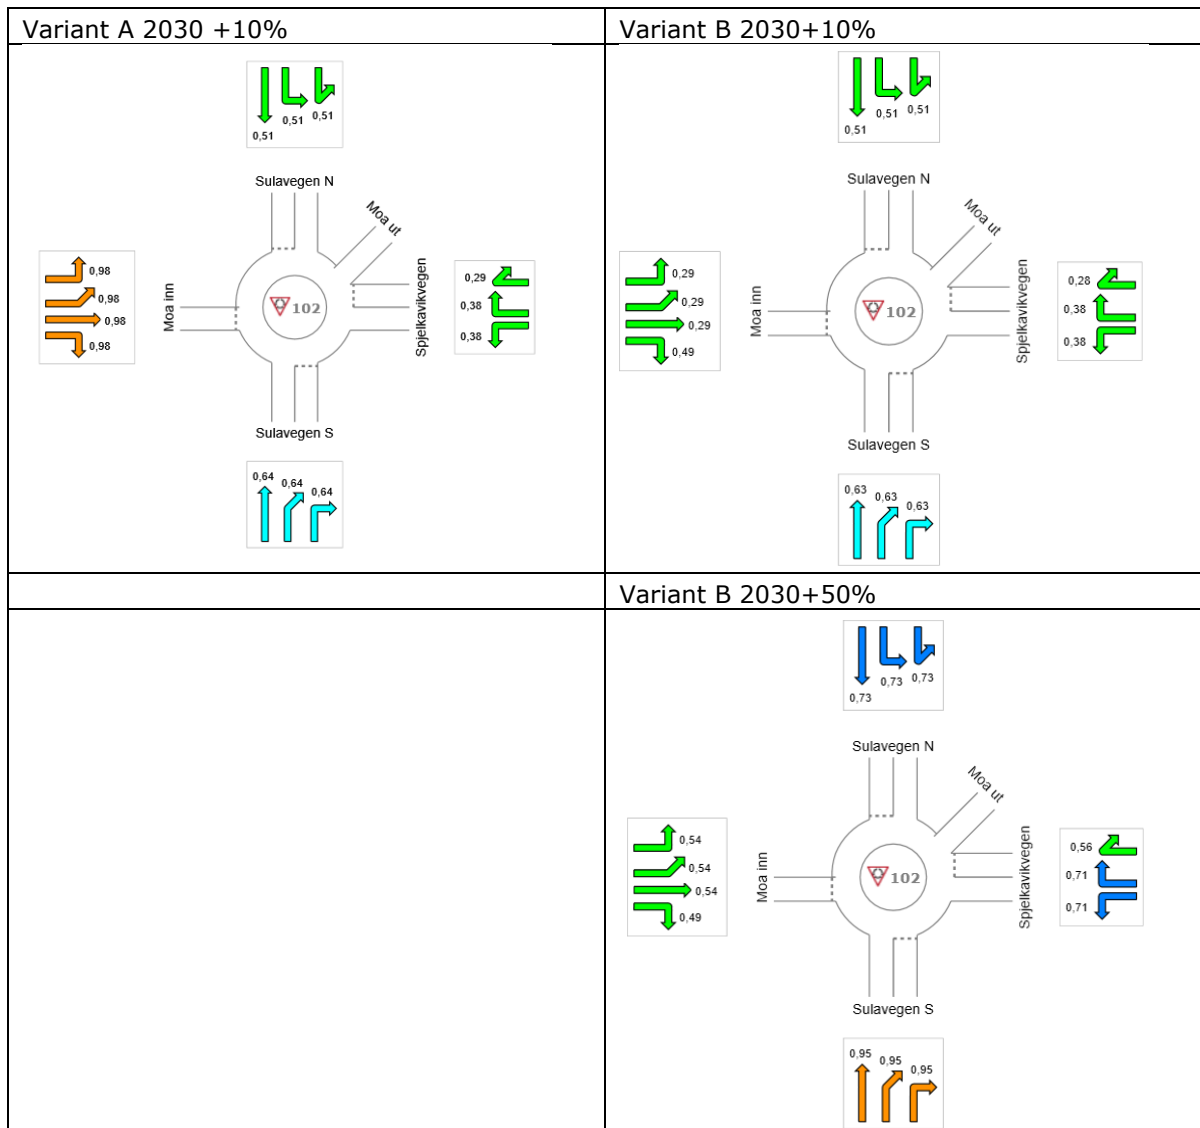 Variant A 2030 +10%
0,51
0,51
0,51
Sulavegen N
Moa ut
0,98
0,98
0,98
0,98
Moa inn
102
Spjelkavikvegen
0,29
0,38
0,38
Sulavegen S
0,64
0,64
0,64
Variant B 2030+10%
0,51
0,51
0,51
Sulavegen N
Moa ut
0,29
0,29
0,29
0,49
Moa inn
102
Spjelkavikvegen
0,28
0,38
0,38
Sulavegen S
0,63
0,63
0,63
Variant B 2030+50%
0,73
0,73
0,73
Sulavegen N
Moa ut
0,54
0,54
0,54
0,49
Moa inn
102
Spjelkavikvegen
0,56
0,71
0,71
Sulavegen S
0,95
0,95
0,95